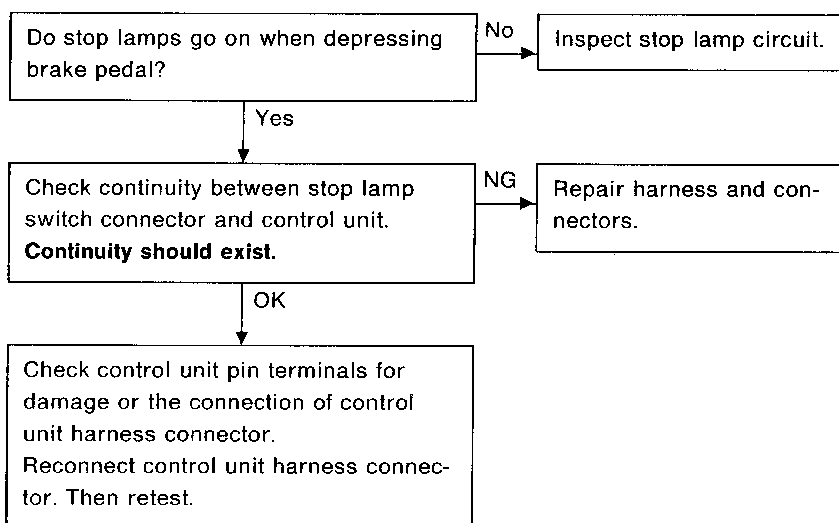 Do stop lamps go on when depressing
brake pedal?
No
Inspect stop lamp circuit.
Yes
Check continuity between stop lamp
switch connector and control unit.
Continuity should exist.
NG
Repair harness and con-
nectors.
OK
Check control unit pin terminals for
damage or the connection of control
unit harness connector.
Reconnect control unit harness connec-
tor. Then retest.